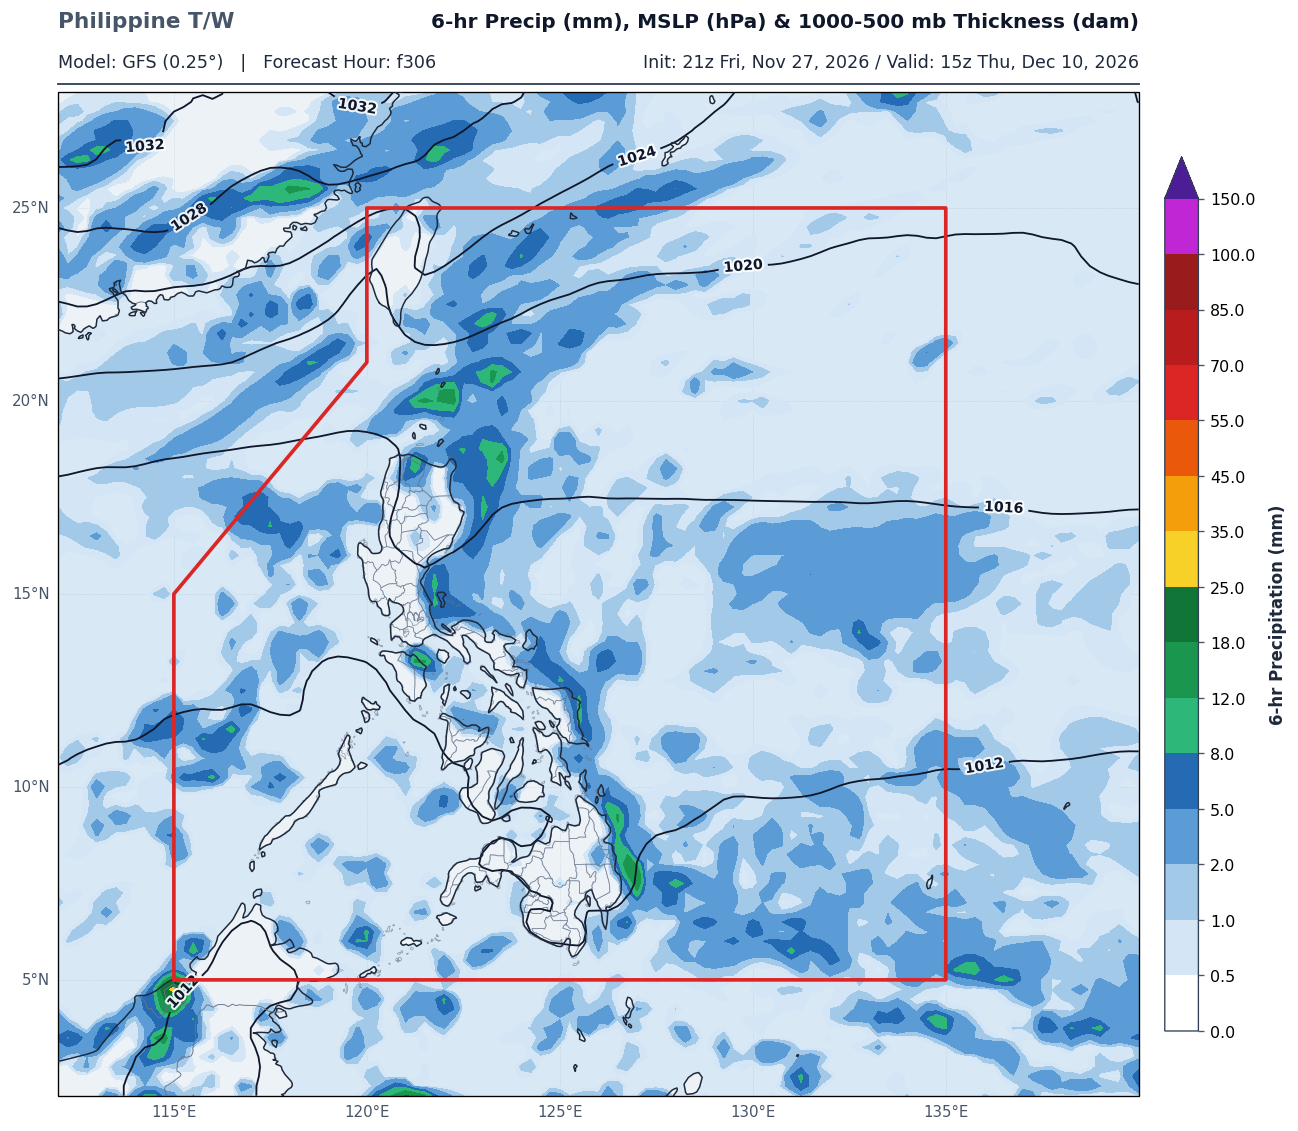 Philippine T/W
6-hr Precip (mm), MSLP (hPa) & 1000-500 mb Thickness (dam)
Model: GFS (0.25°) | Forecast Hour: f306
Init: 21z Fri, Nov 27, 2026 / Valid: 15z Thu, Dec 10, 2026
1032
1032
1024
1028
1020
1016
1012
1012
25°N
20°N
15°N
10°N
5°N
115°E
120°E
125°E
130°E
135°E
150.0
100.0
85.0
70.0
55.0
45.0
35.0
25.0
18.0
12.0
8.0
5.0
2.0
1.0
0.5
0.0
6-hr Precipitation (mm)